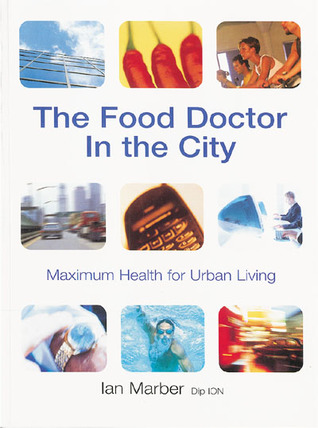 The Food Doctor
In the City
Maximum Health for Urban Living
Ian Marber Dip ION